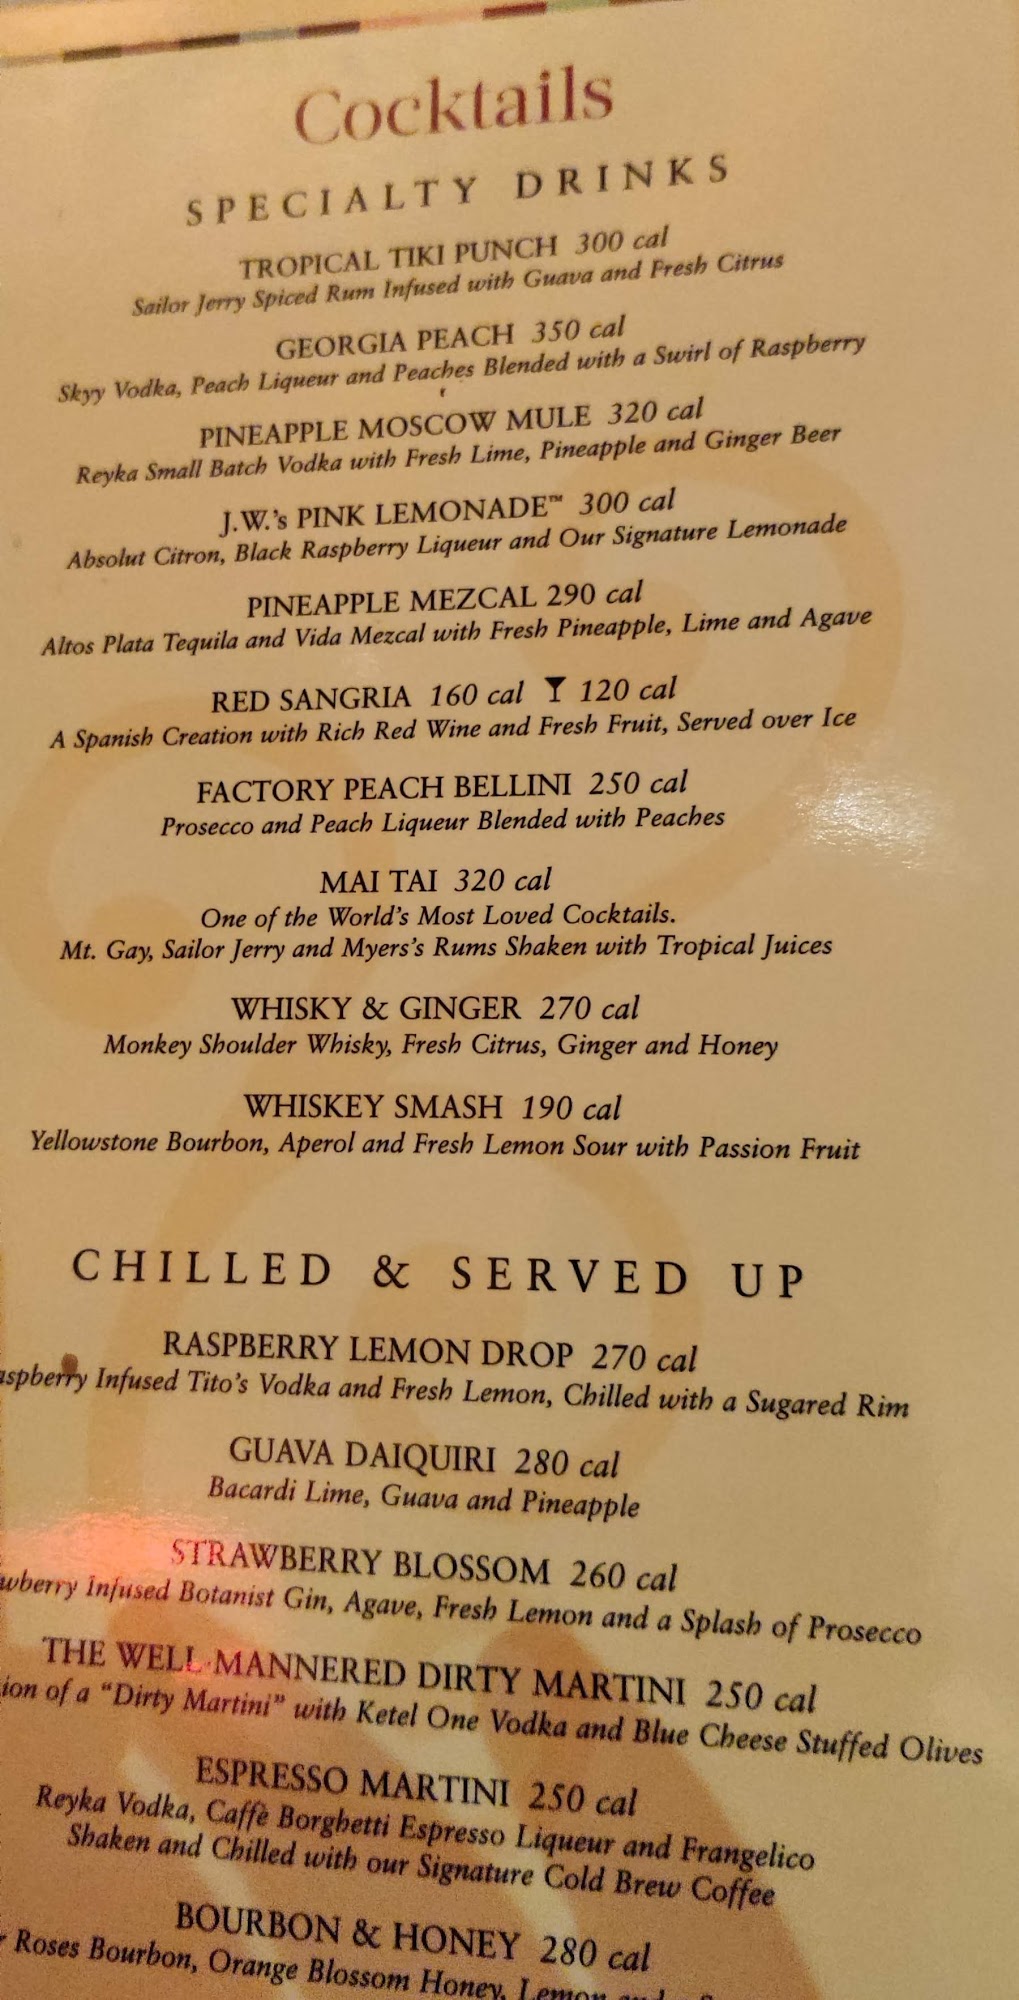 Cocktails
SPECIALTY DRINKS
TROPICAL TIKI PUNCH 300 cal
Sailor Jerry Spiced Rum Infused with Guava and Fresh Citrus
GEORGIA PEACH 350 cal
Skyy Vodka, Peach Liqueur and Peaches Blended with a Swirl of Raspberry
PINEAPPLE MOSCOW MULE 320 cal
Reyka Small Batch Vodka with Fresh Lime, Pineapple and Ginger Beer
J.W.'s PINK LEMONADE™ 300 cal
Absolut Citron, Black Raspberry Liqueur and Our Signature Lemonade
PINEAPPLE MEZCAL 290 cal
Altos Plata Tequila and Vida Mezcal with Fresh Pineapple, Lime and Agave
RED SANGRIA 160 cal 120 cal
A Spanish Creation with Rich Red Wine and Fresh Fruit, Served over Ice
FACTORY PEACH BELLINI 250 cal
Prosecco and Peach Liqueur Blended with Peaches
MAI TAI 320 cal
One of the World's Most Loved Cocktails.
Mt. Gay, Sailor Jerry and Myers's Rums Shaken with Tropical Juices
WHISKY & GINGER 270 cal
Monkey Shoulder Whisky, Fresh Citrus, Ginger and Honey
WHISKEY SMASH 190 cal
Yellowstone Bourbon, Aperol and Fresh Lemon Sour with Passion Fruit
CHILLED & SERVED UP
RASPBERRY LEMON DROP 270 cal
aspberry Infused Tito's Vodka and Fresh Lemon, Chilled with a Sugared Rim
GUAVA DAIQUIRI 280 cal
Bacardi Lime, Guava and Pineapple
STRAWBERRY BLOSSOM 260 cal
wberry Infused Botanist Gin, Agave, Fresh Lemon and a Splash of Prosecco
THE WELL-MANNERED DIRTY MARTINI 250 cal
ion of a "Dirty Martini" with Ketel One Vodka and Blue Cheese Stuffed Olives
ESPRESSO MARTINI 250 cal
Reyka Vodka, Caffè Borghetti Espresso Liqueur and Frangelico
Shaken and Chilled with our Signature Cold Brew Coffee
BOURBON & HONEY 280 cal
r Roses Bourbon, Orange Blossom Honey, Lemon and